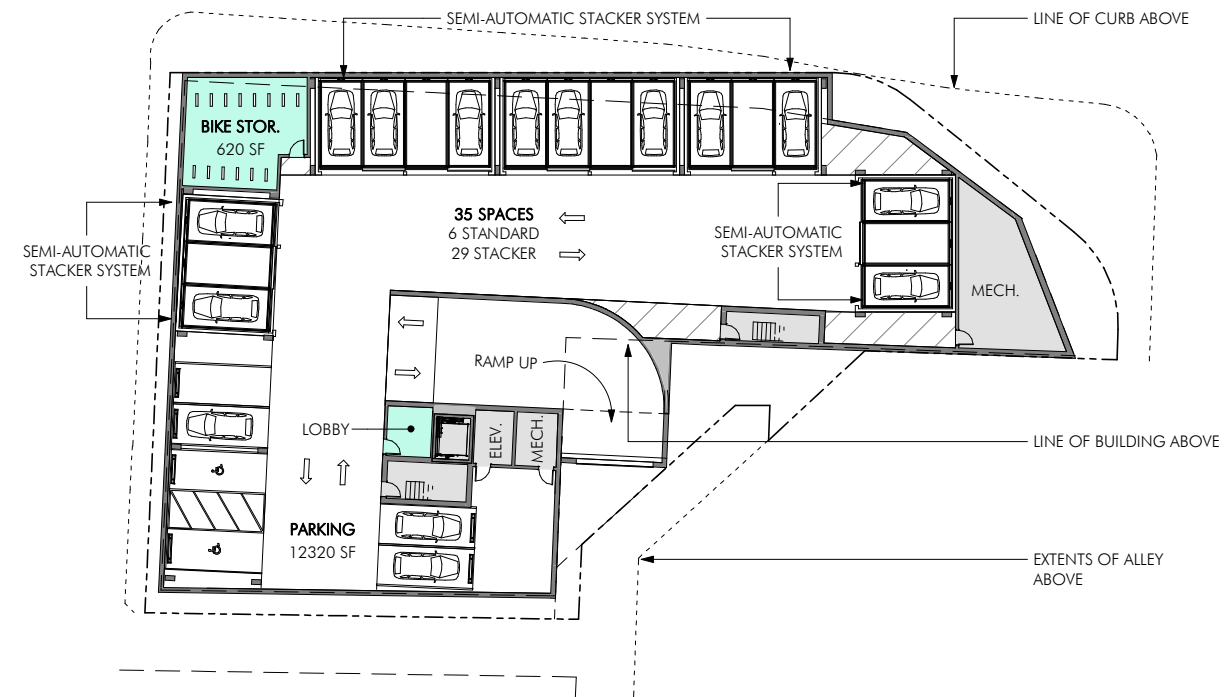 SEMI-AUTOMATIC STACKER SYSTEM
LINE OF CURB ABOVE
BIKE STOR.
620 SF
35 SPACES
6 STANDARD
29 STACKER
SEMI-AUTOMATIC
STACKER SYSTEM
SEMI-AUTOMATIC
STACKER SYSTEM
MECH.
RAMP UP
LOBBY
ELEV.
MECH.
LINE OF BUILDING ABOVE
PARKING
12320 SF
EXTENTS OF ALLEY
ABOVE